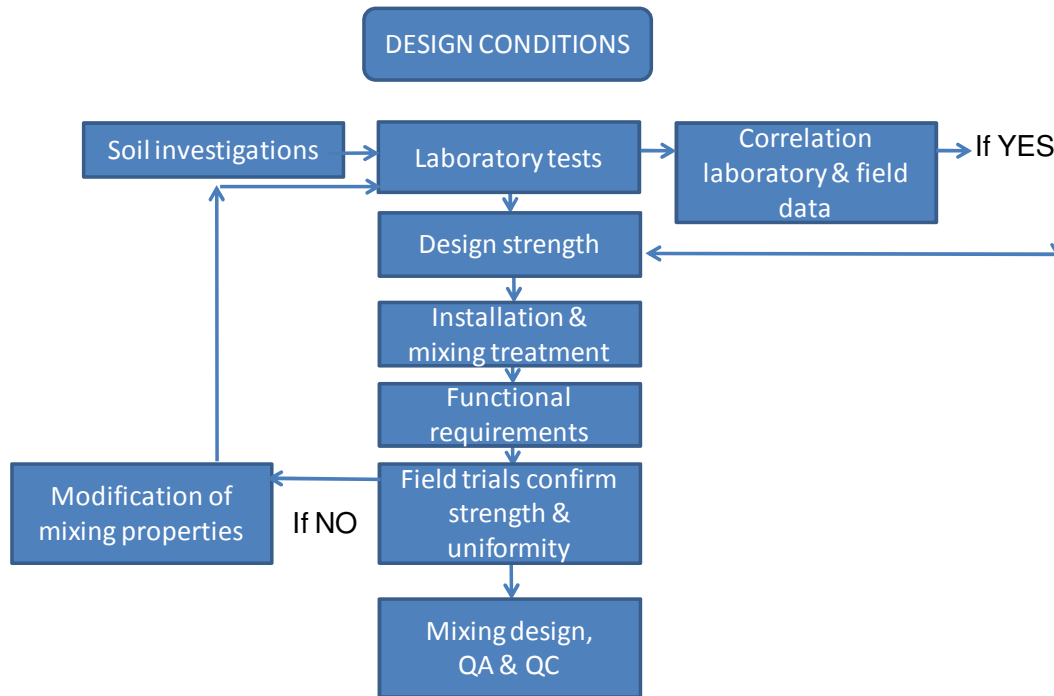 DESIGN CONDITIONS
Soil investigations
Laboratory tests
Correlation
laboratory & field
data
If YES
Design strength
Installation &
mixing treatment
Functional
requirements
Modification of
mixing properties
If NO
Field trials confirm
strength &
uniformity
Mixing design,
QA & QC